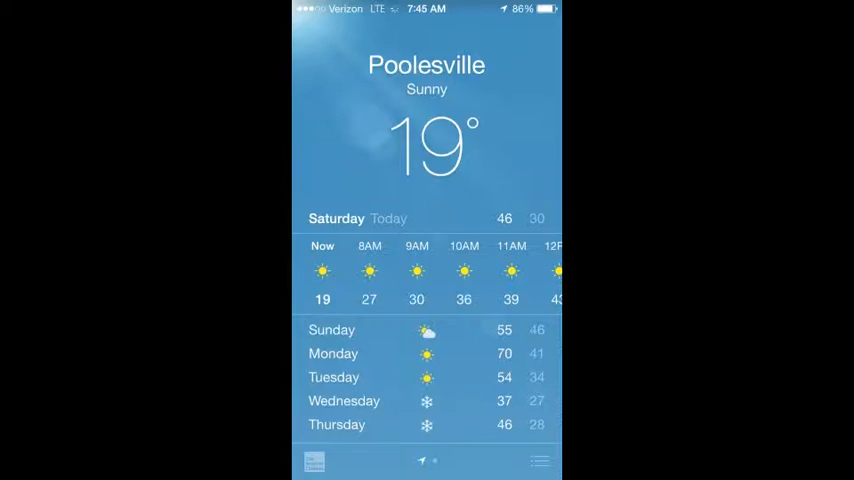 Verizon LTE 7:45 AM 86%
Poolesville
Sunny
19°
Saturday Today 46 30
Now 8AM 9AM 10AM 11AM
19 27 30 36 39
Sunday 55 46
Monday 70 41
Tuesday 54 34
Wednesday 37 27
Thursday 46 28